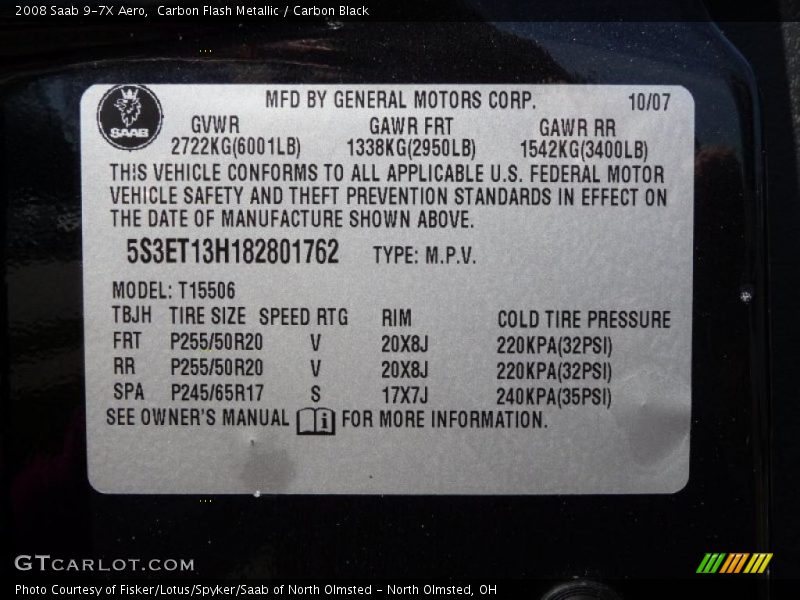 2008 Saab 9-7X Aero,  Carbon Flash Metallic / Carbon Black
SAAB
MFD BY GENERAL MOTORS CORP. 10/07
GVWR GAWR FRT GAWR RR
2722KG(6001LB) 1338KG(2950LB) 1542KG(3400LB)
THIS VEHICLE CONFORMS TO ALL APPLICABLE U.S. FEDERAL MOTOR
VEHICLE SAFETY AND THEFT PREVENTION STANDARDS IN EFFECT ON
THE DATE OF MANUFACTURE SHOWN ABOVE.
5S3ET13H182801762 TYPE: M.P.V.
MODEL: T15506
TBJH TIRE SIZE SPEED RTG RIM COLD TIRE PRESSURE
FRT P255/50R20 V 20X8J 220KPA(32PSI)
RR P255/50R20 V 20X8J 220KPA(32PSI)
SPA P245/65R17 S 17X7J 240KPA(35PSI)
SEE OWNER'S MANUAL i FOR MORE INFORMATION.
GTCARLOT.COM
Photo Courtesy of Fisker/Lotus/Spyker/Saab of North Olmsted - North Olmsted, OH